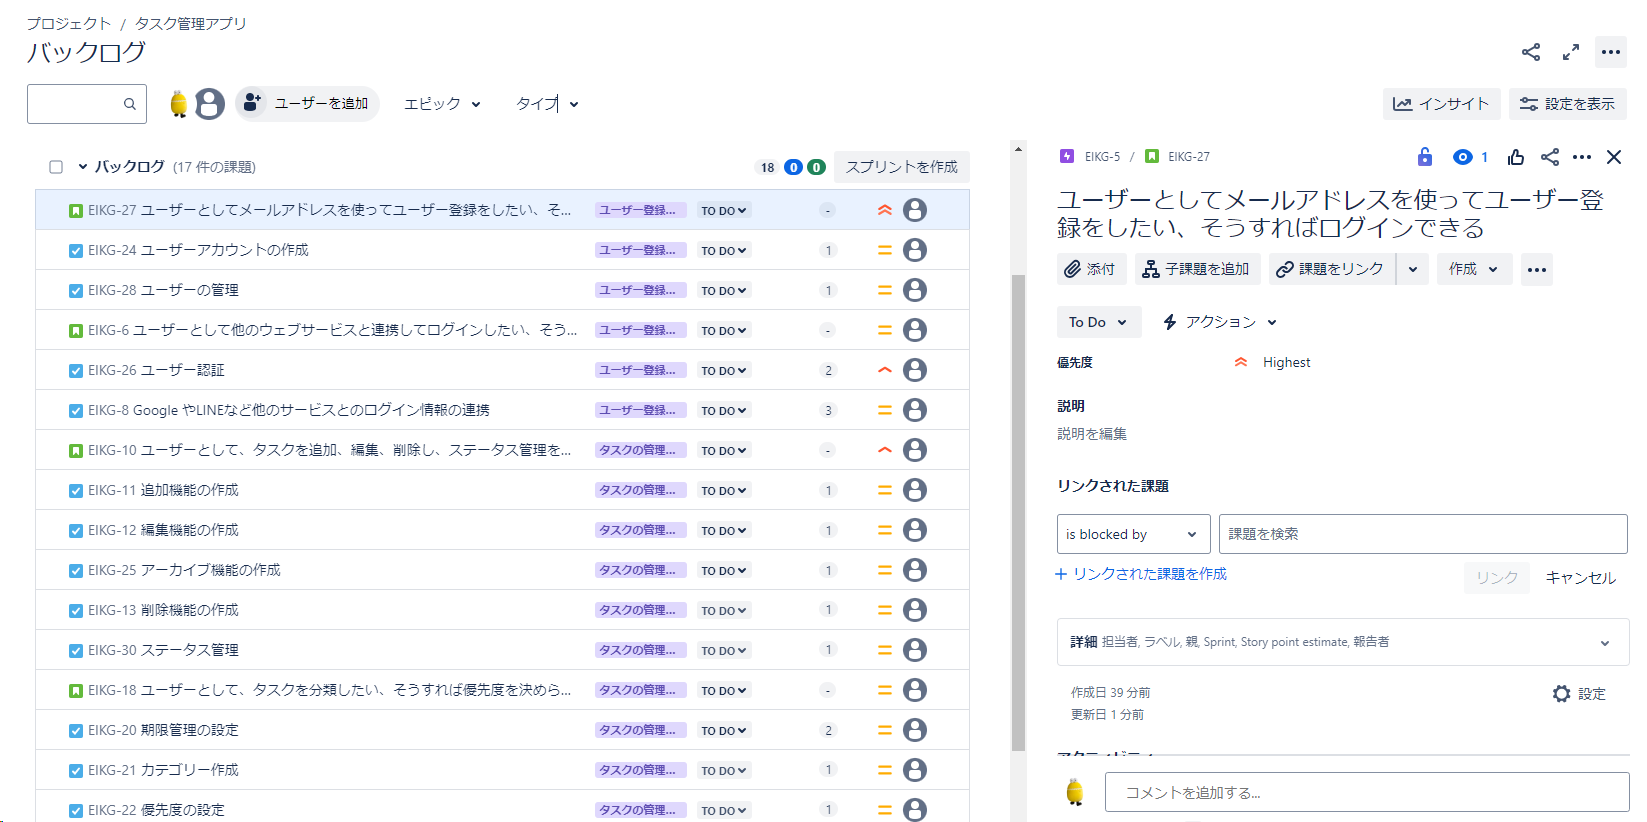 プロジェクト / タスク管理アプリ
バックログ
ユーザーを追加
エピック
タイプ
インサイト
設定を表示
バックログ (17 件の課題)
18 0 0
スプリントを作成
EIKG-27 ユーザーとしてメールアドレスを使ってユーザー登録をしたい、そ... ユーザー登録... TO DO -
EIKG-24 ユーザーアカウントの作成 ユーザー登録... TO DO 1
EIKG-28 ユーザーの管理 ユーザー登録... TO DO 1
EIKG-6 ユーザーとして他のウェブサービスと連携してログインしたい、そう... ユーザー登録... TO DO -
EIKG-26 ユーザー認証 ユーザー登録... TO DO 2
EIKG-8 Google やLINEなど他のサービスとのログイン情報の連携 ユーザー登録... TO DO 3
EIKG-10 ユーザーとして、タスクを追加、編集、削除し、ステータス管理を... タスクの管理... TO DO -
EIKG-11 追加機能の作成 タスクの管理... TO DO 1
EIKG-12 編集機能の作成 タスクの管理... TO DO 1
EIKG-25 アーカイブ機能の作成 タスクの管理... TO DO 1
EIKG-13 削除機能の作成 タスクの管理... TO DO 1
EIKG-30 ステータス管理 タスクの管理... TO DO 1
EIKG-18 ユーザーとして、タスクを分類したい、そうすれば優先度を決めら... タスクの管理... TO DO -
EIKG-20 期限管理の設定 タスクの管理... TO DO 2
EIKG-21 カテゴリー作成 タスクの管理... TO DO 1
EIKG-22 優先度の設定 タスクの管理... TO DO 1
EIKG-5 / EIKG-27
1
ユーザーとしてメールアドレスを使ってユーザー登
録をしたい、そうすればログインできる
添付
子課題を追加
課題をリンク
作成
To Do
アクション
優先度 Highest
説明
説明を編集
リンクされた課題
is blocked by
課題を検索
+ リンクされた課題を作成
リンク
キャンセル
詳細 担当者, ラベル, 親, Sprint, Story point estimate, 報告者
作成日 39 分前
更新日 1 分前
設定
アクティビティ
コメントを追加する...